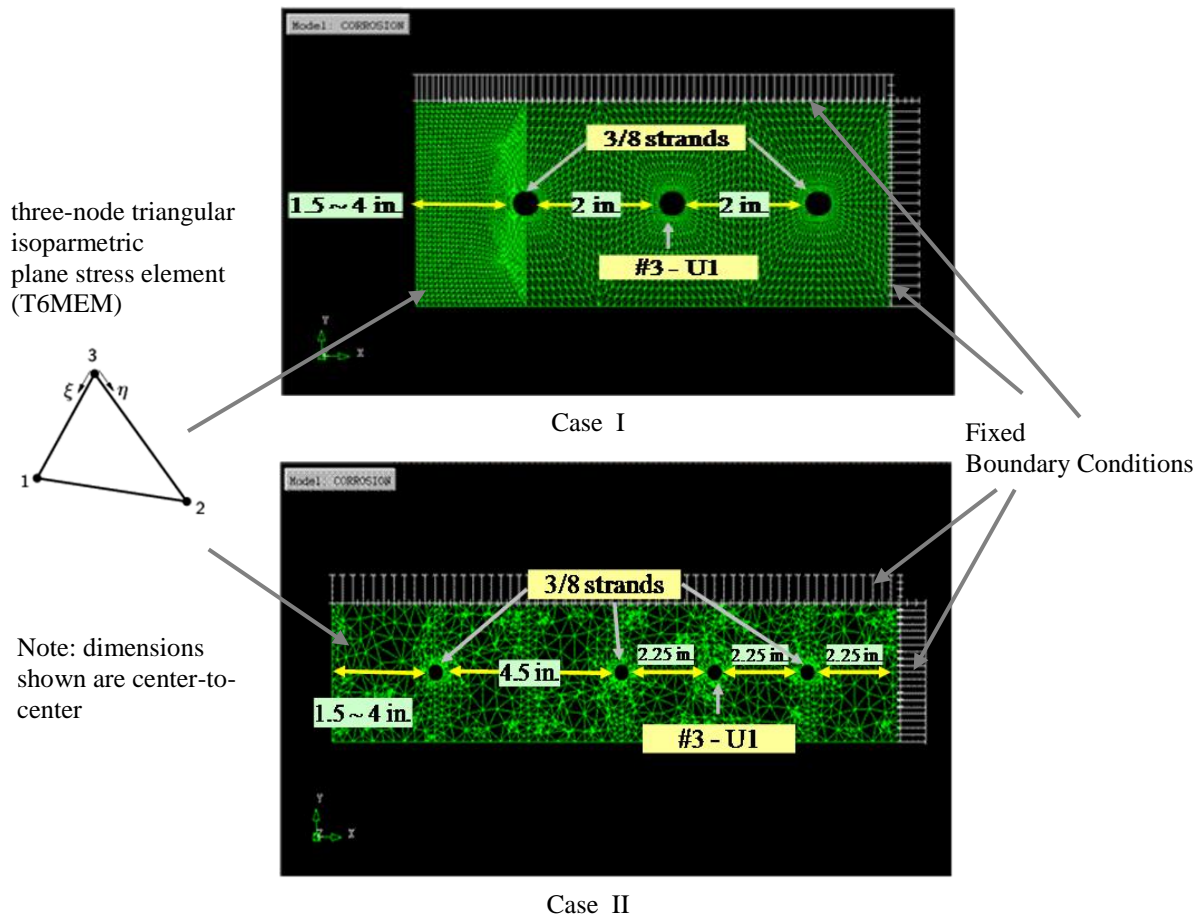 Model: CORROSION
3/8 strands
1.5 ~ 4 in.
2 in
2 in.
#3 - U1
Y
X
Case I
three-node triangular
isoparmetric
plane stress element
(T6MEM)
3
ξ
η
1
2
Fixed
Boundary Conditions
Model: CORROSION
3/8 strands
4.5 in.
2.25 in.
2.25 in.
2.25 in.
1.5 ~ 4 in.
#3 - U1
Y
Z
X
Note: dimensions
shown are center-to-
center
Case II